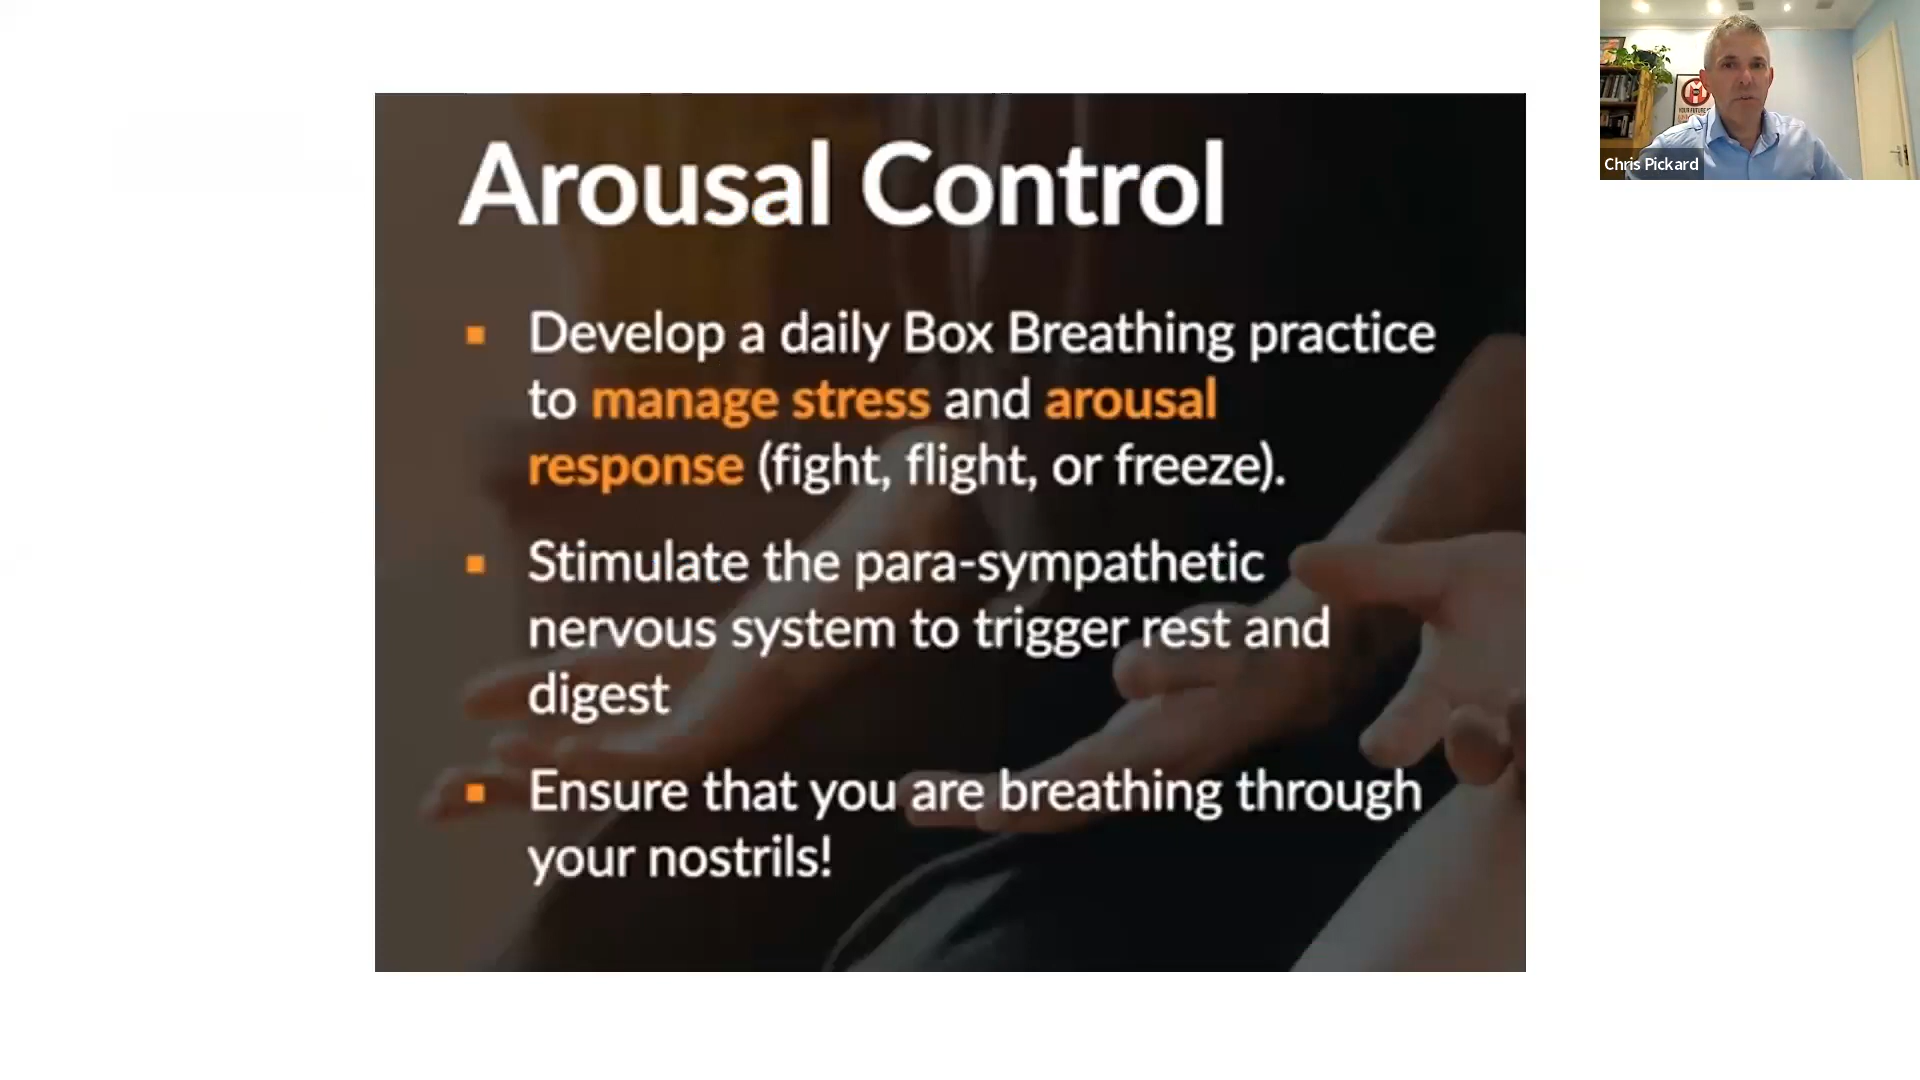 Arousal Control
Develop a daily Box Breathing practice
to manage stress and arousal
response (fight, flight, or freeze).
Stimulate the para-sympathetic
nervous system to trigger rest and
digest
Ensure that you are breathing through
your nostrils!
Chris Pickard